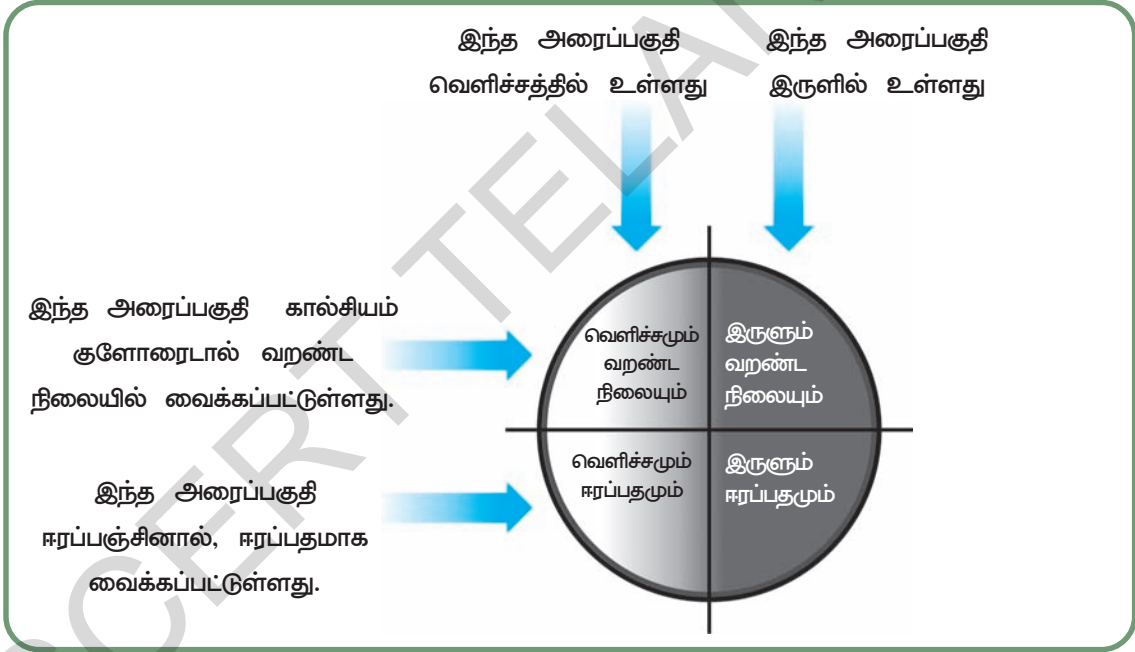 இந்த அரைப்பகுதி
வெளிச்சத்தில் உள்ளது
இந்த அரைப்பகுதி
இருளில் உள்ளது
இந்த அரைப்பகுதி கால்சியம்
குளோரைடால் வறண்ட
நிலையில் வைக்கப்பட்டுள்ளது.
வெளிச்சமும்
வறண்ட
நிலையும்
இருளும்
வறண்ட
நிலையும்
வெளிச்சமும்
ஈரப்பதமும்
இருளும்
ஈரப்பதமும்
இந்த அரைப்பகுதி
ஈரப்பஞ்சினால், ஈரப்பதமாக
வைக்கப்பட்டுள்ளது.